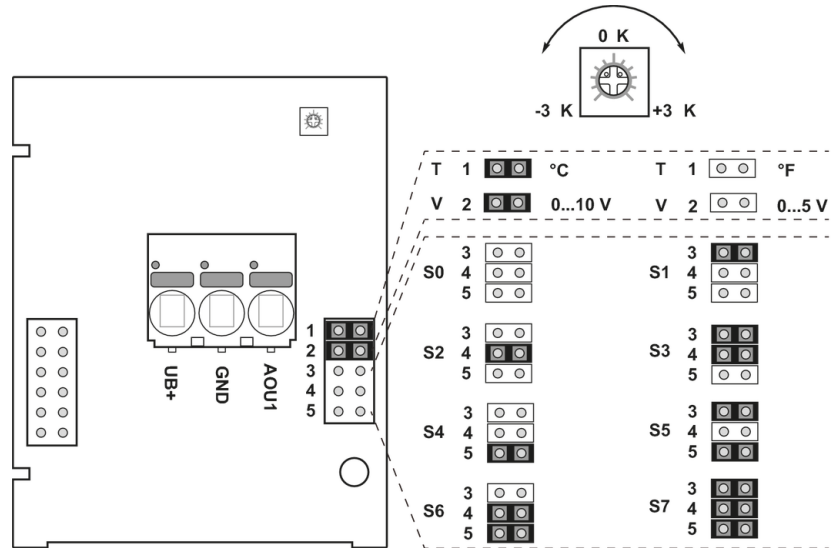 0 K
-3 K +3 K
T 1 °C T 1 °F
V 2 0...10 V V 2 0...5 V
3 3
S0 4 S1 4
5 5
3 3
S2 4 S3 4
5 5
3 3
S4 4 S5 4
5 5
3 3
S6 4 S7 4
5 5
1
2
3
4
5
UB+
GND
AOU1